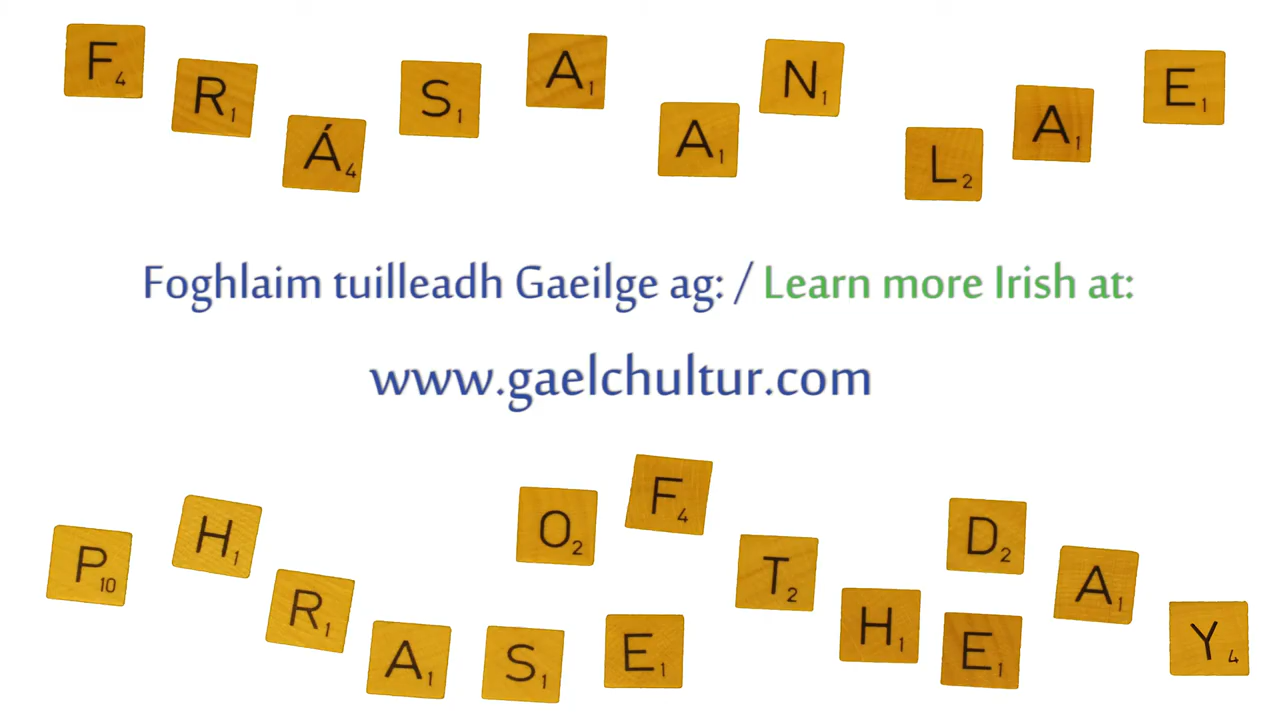 FRÁSA AN LAE
Foghlaim tuilleadh Gaeilge ag: / Learn more Irish at:
www.gaelchultur.com
PHRASE OF THE DAY